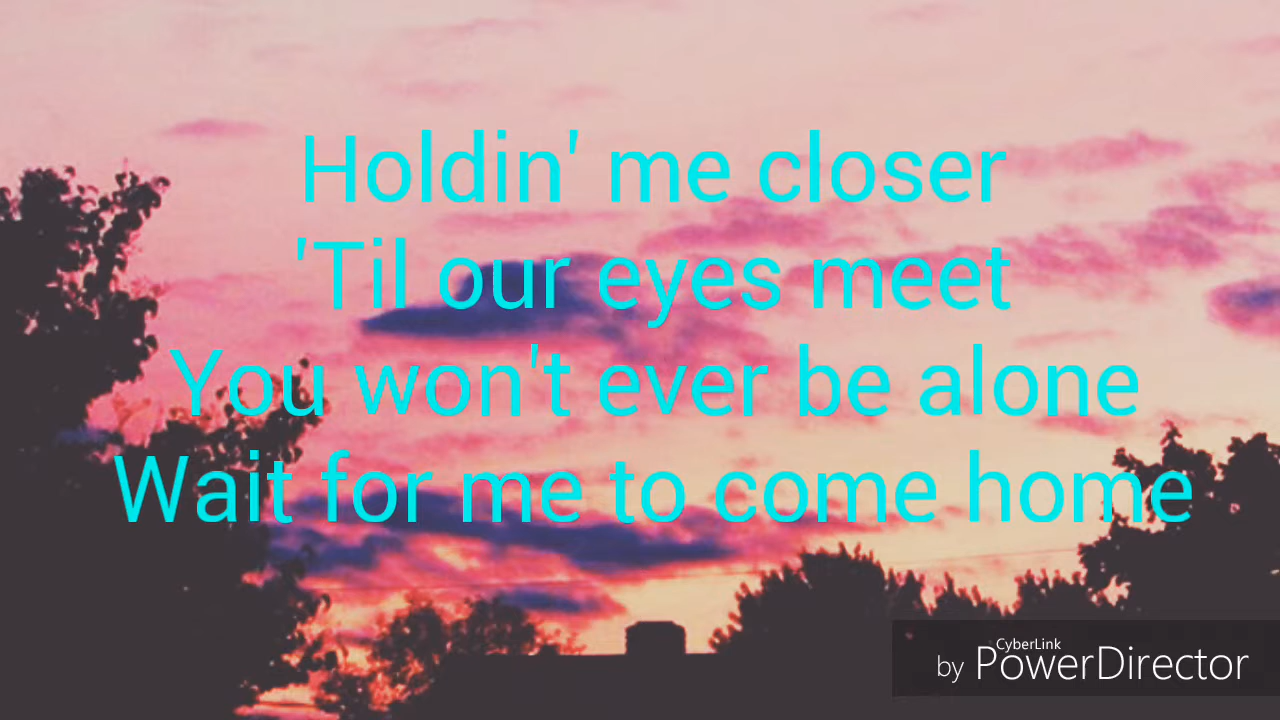 Holdin' me closer
'Til our eyes meet
You won't ever be alone
Wait for me to come home
CyberLink
by PowerDirector